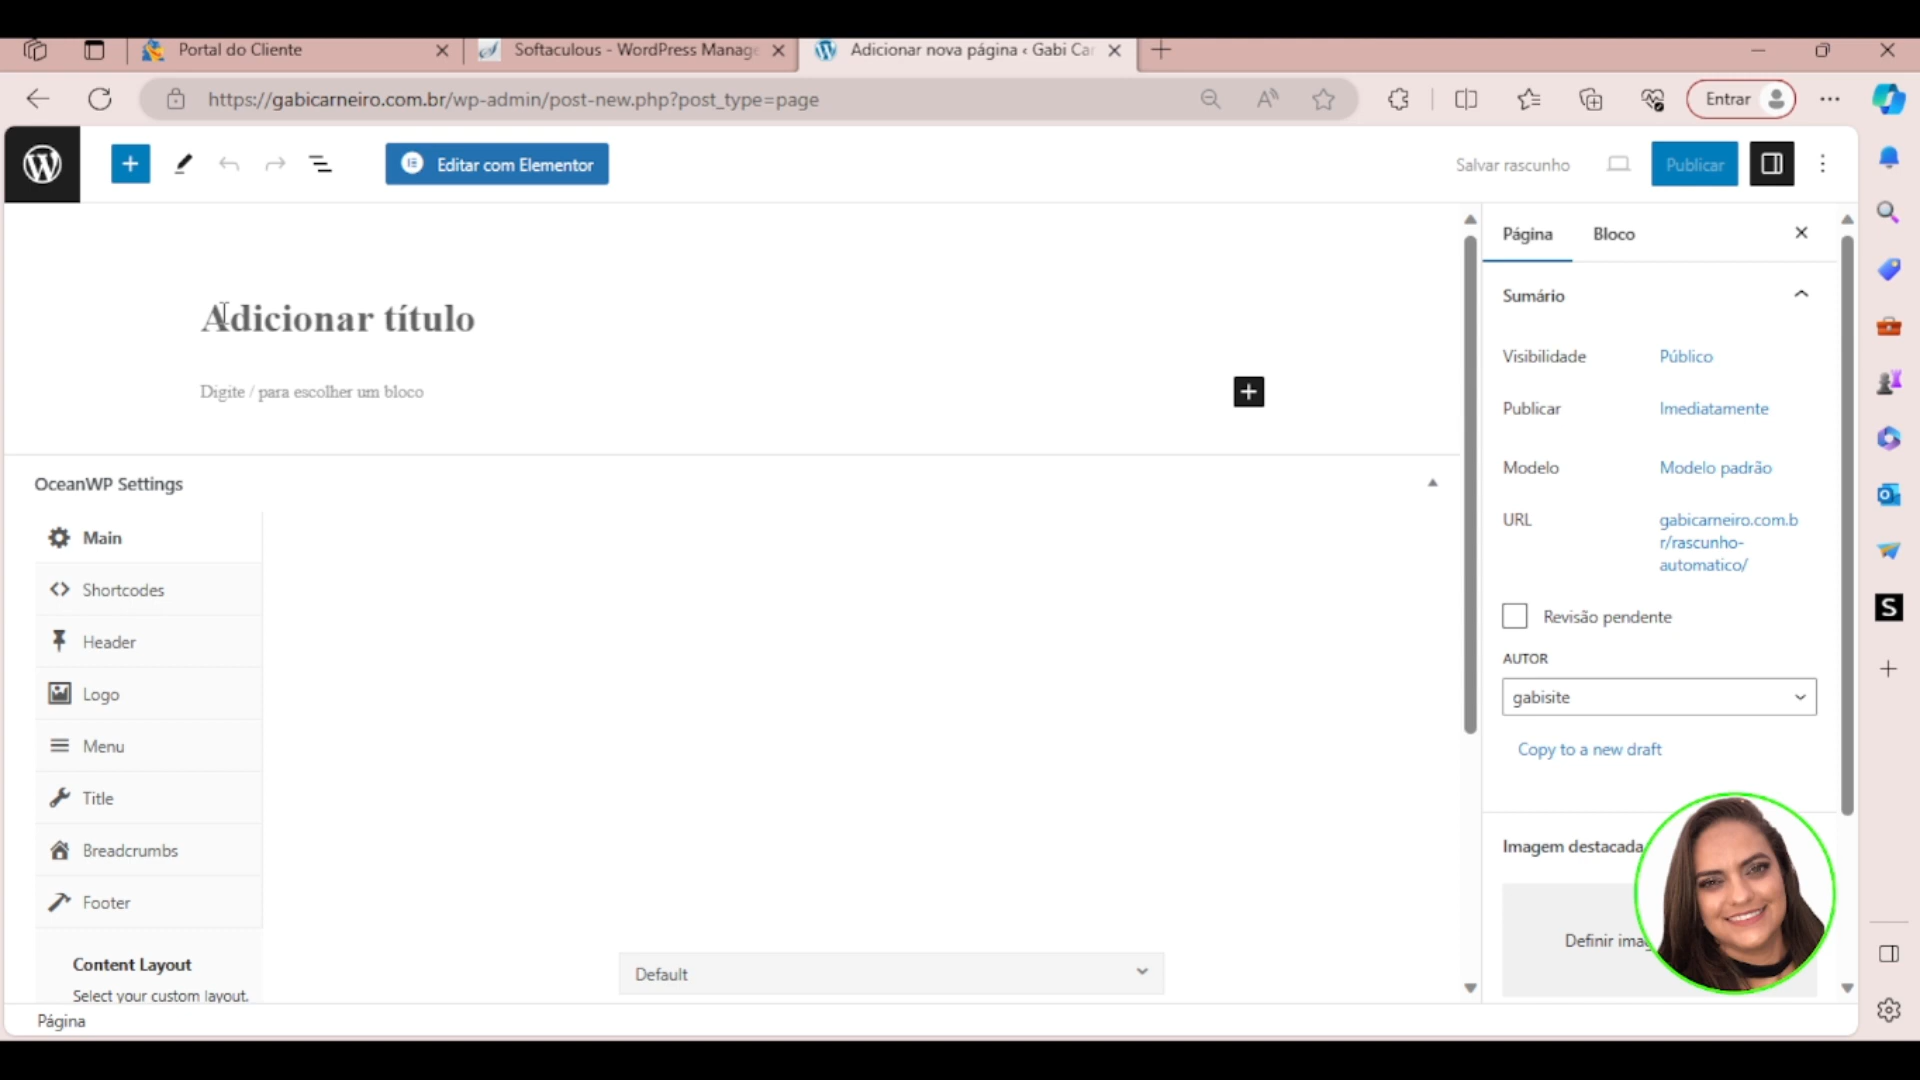 Portal do Cliente
Softaculous - WordPress Manage
Adicionar nova página ‹ Gabi Car
https://gabicarneiro.com.br/wp-admin/post-new.php?post_type=page
Entrar
Editar com Elementor
Salvar rascunho
Publicar
Adicionar título
Digite / para escolher um bloco
OceanWP Settings
Main
Shortcodes
Header
Logo
Menu
Title
Breadcrumbs
Footer
Content Layout
Select your custom layout.
Default
Página
Página Bloco
Sumário
Visibilidade Público
Publicar Imediatamente
Modelo Modelo padrão
URL gabicarneiro.com.b
r/rascunho-
automatico/
Revisão pendente
AUTOR
gabisite
Copy to a new draft
Imagem destacada
Definir imag